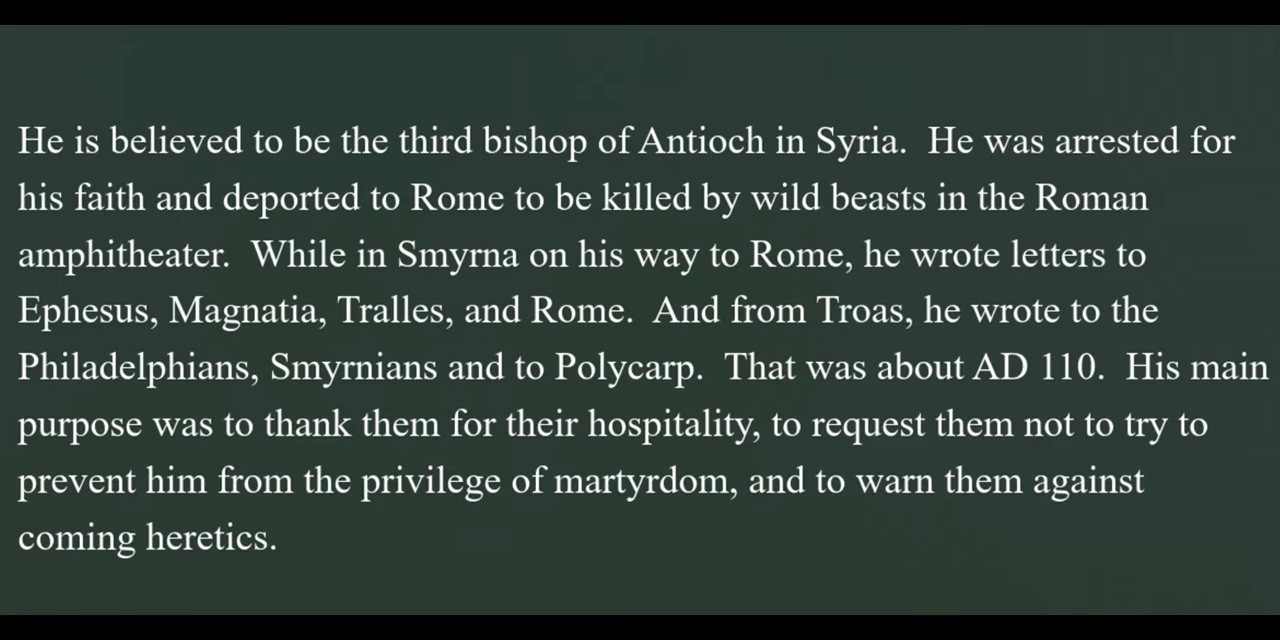 He is believed to be the third bishop of Antioch in Syria.  He was arrested for
his faith and deported to Rome to be killed by wild beasts in the Roman
amphitheater.  While in Smyrna on his way to Rome, he wrote letters to
Ephesus, Magnatia, Tralles, and Rome.  And from Troas, he wrote to the
Philadelphians, Smyrnians and to Polycarp.  That was about AD 110.  His main
purpose was to thank them for their hospitality, to request them not to try to
prevent him from the privilege of martyrdom, and to warn them against
coming heretics.